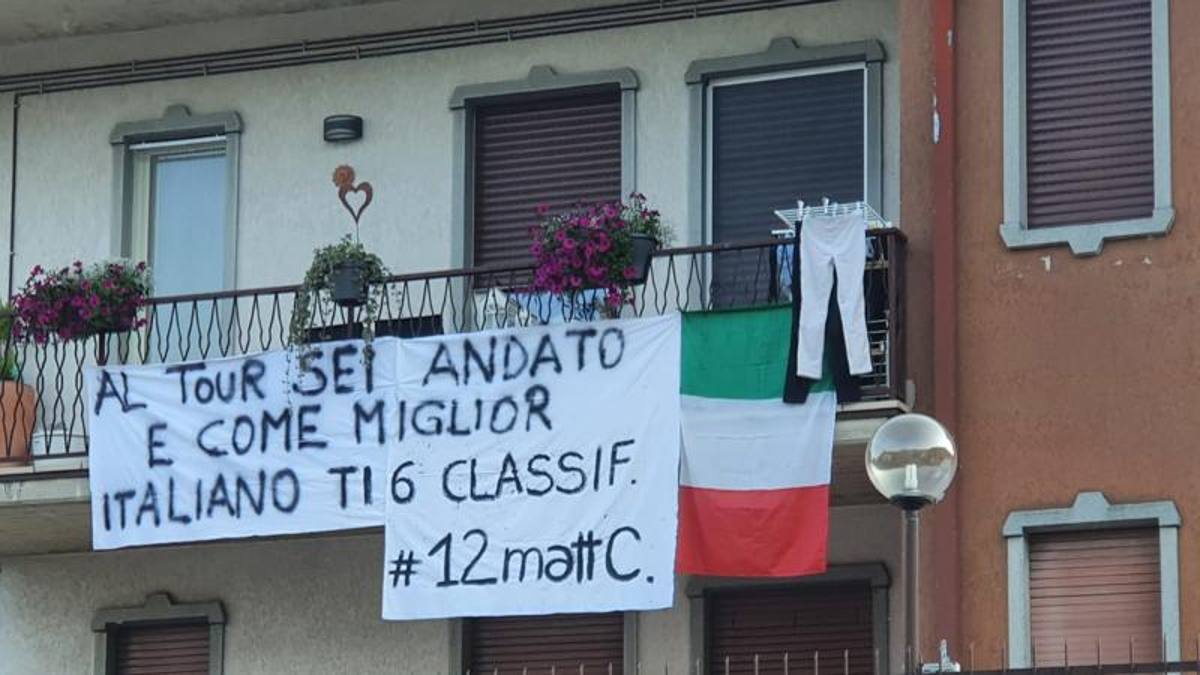 AL TOUR SEI ANDATO
E COME MIGLIOR
ITALIANO TI 6 CLASSIF.
#12mattC.